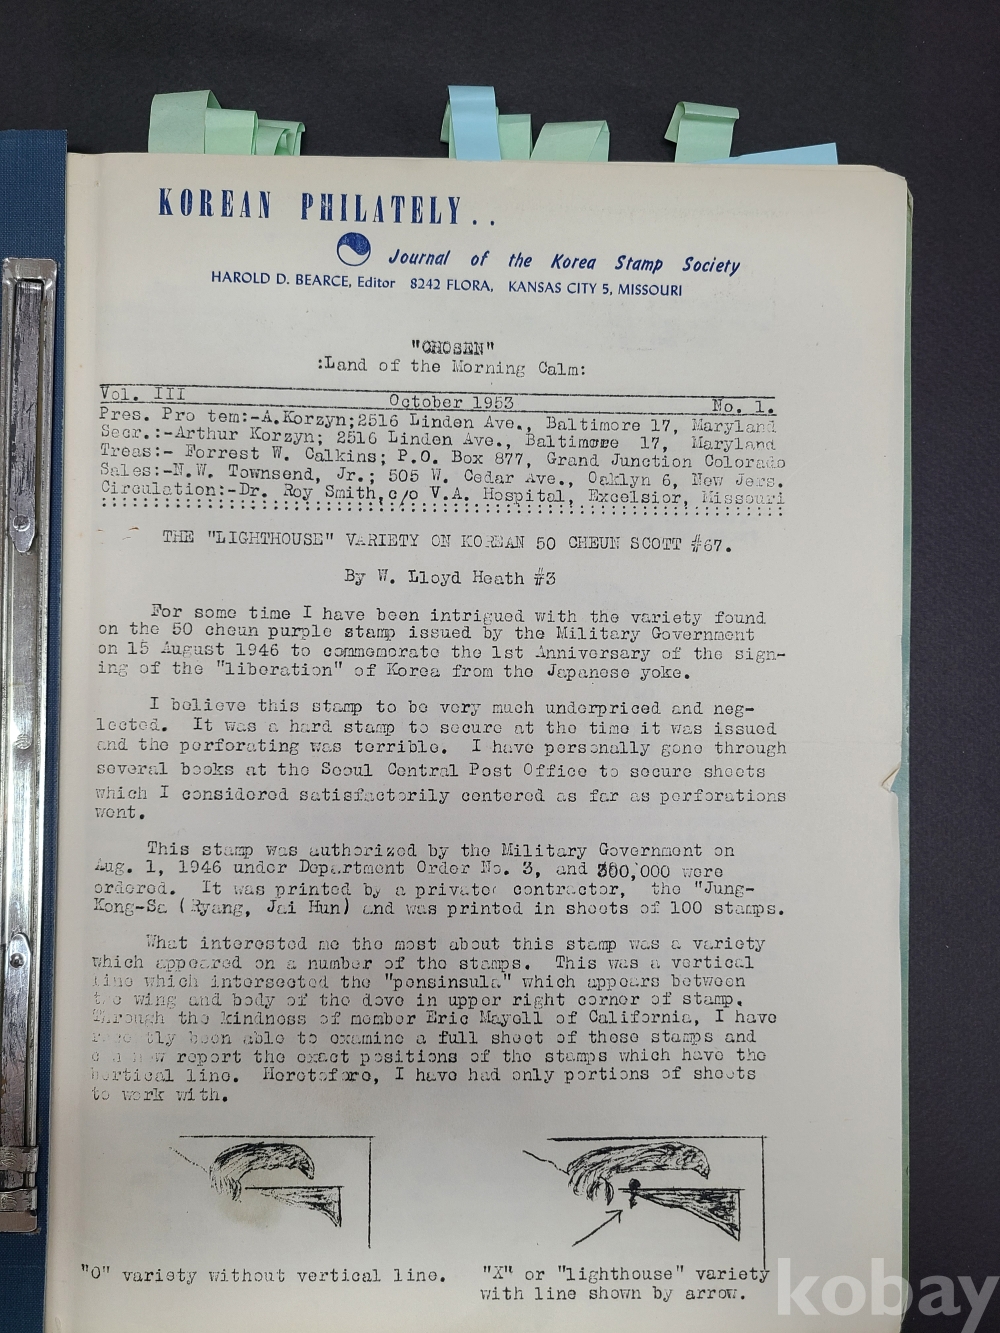 KOREAN PHILATELY..
Journal of the Korea Stamp Society
HAROLD D. BEARCE, Editor 8242 FLORA, KANSAS CITY 5, MISSOURI
"CHOSEN"
:Land of the Morning Calm:
Vol. III October 1953 No. 1.
Pres. Pro tem:-A.Korzyn;2516 Linden Ave., Baltimore 17, Maryland
Secr.:-Arthur Korzyn; 2516 Linden Ave., Baltimore 17, Maryland
Treas:- Forrest W. Calkins; P.O. Box 877, Grand Junction Colorado
Sales:-N.W. Townsend, Jr.; 505 W. Cedar Ave., Oaklyn 6, New Jers.
Circulation:-Dr. Roy Smith,c/o V.A. Hospital, Excelsior, Missouri
THE "LIGHTHOUSE" VARIETY ON KOREAN 50 CHEUN SCOTT #67.
By W. Lloyd Heath #3
For some time I have been intrigued with the variety found
on the 50 cheun purple stamp issued by the Military Government
on 15 August 1946 to commemorate the 1st Anniversary of the sign-
ing of the "liberation" of Korea from the Japanese yoke.
I believe this stamp to be very much underpriced and neg-
lected. It was a hard stamp to secure at the time it was issued
and the perforating was terrible. I have personally gone through
several books at the Seoul Central Post Office to secure sheets
which I considered satisfactorily centered as far as perforations
went.
This stamp was authorized by the Military Government on
Aug. 1, 1946 under Department Order No. 3, and 300,000 were
ordered. It was printed by a private contractor, the "Jung-
Kong-Sa (Ryang, Jai Hun) and was printed in sheets of 100 stamps.
What interested me the most about this stamp was a variety
which appeared on a number of the stamps. This was a vertical
line which intersected the "pensinsula" which appears between
the wing and body of the dove in upper right corner of stamp.
Through the kindness of member Eric Mayell of California, I have
recently been able to examine a full sheet of these stamps and
can now report the exact positions of the stamps which have the
vertical line. Heretofore, I have had only portions of sheets
to work with.
"O" variety without vertical line.
"X" or "lighthouse" variety
with line shown by arrow.
kobay